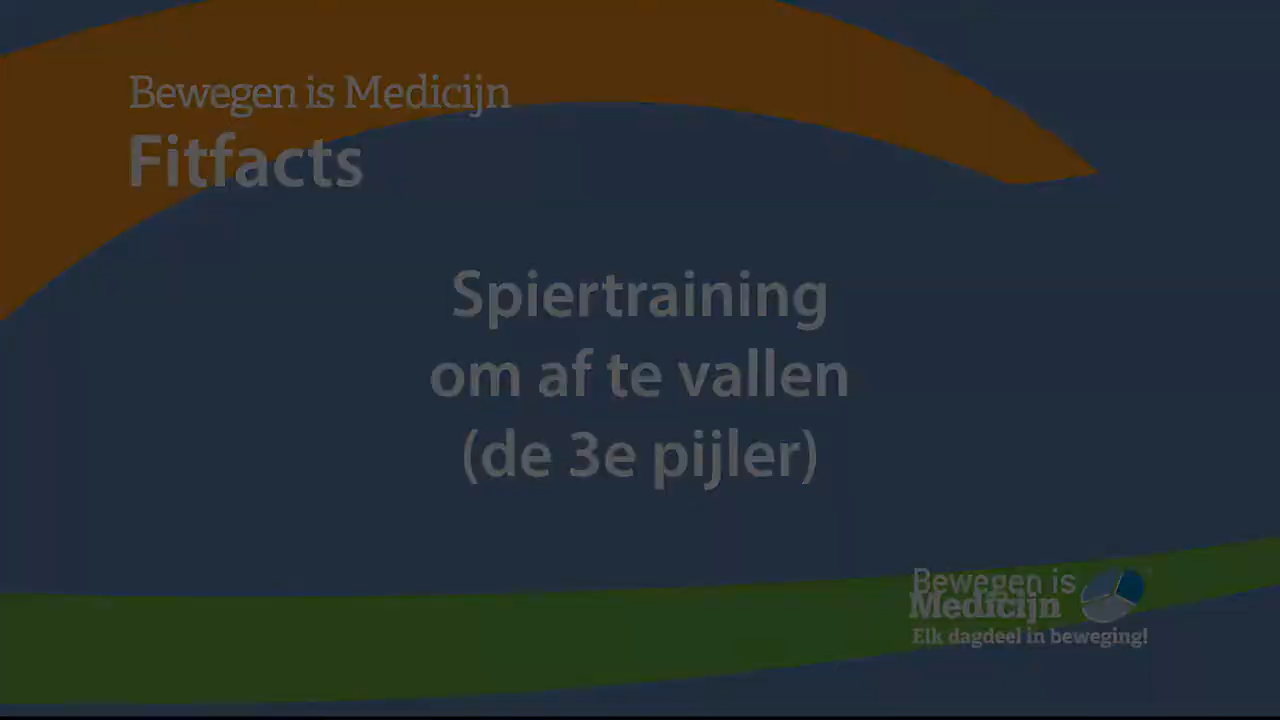 Bewegen is Medicijn
Fitfacts
Spiertraining
om af te vallen
(de 3e pijler)
Bewegen is
Medicijn
Elk dagdeel in beweging!